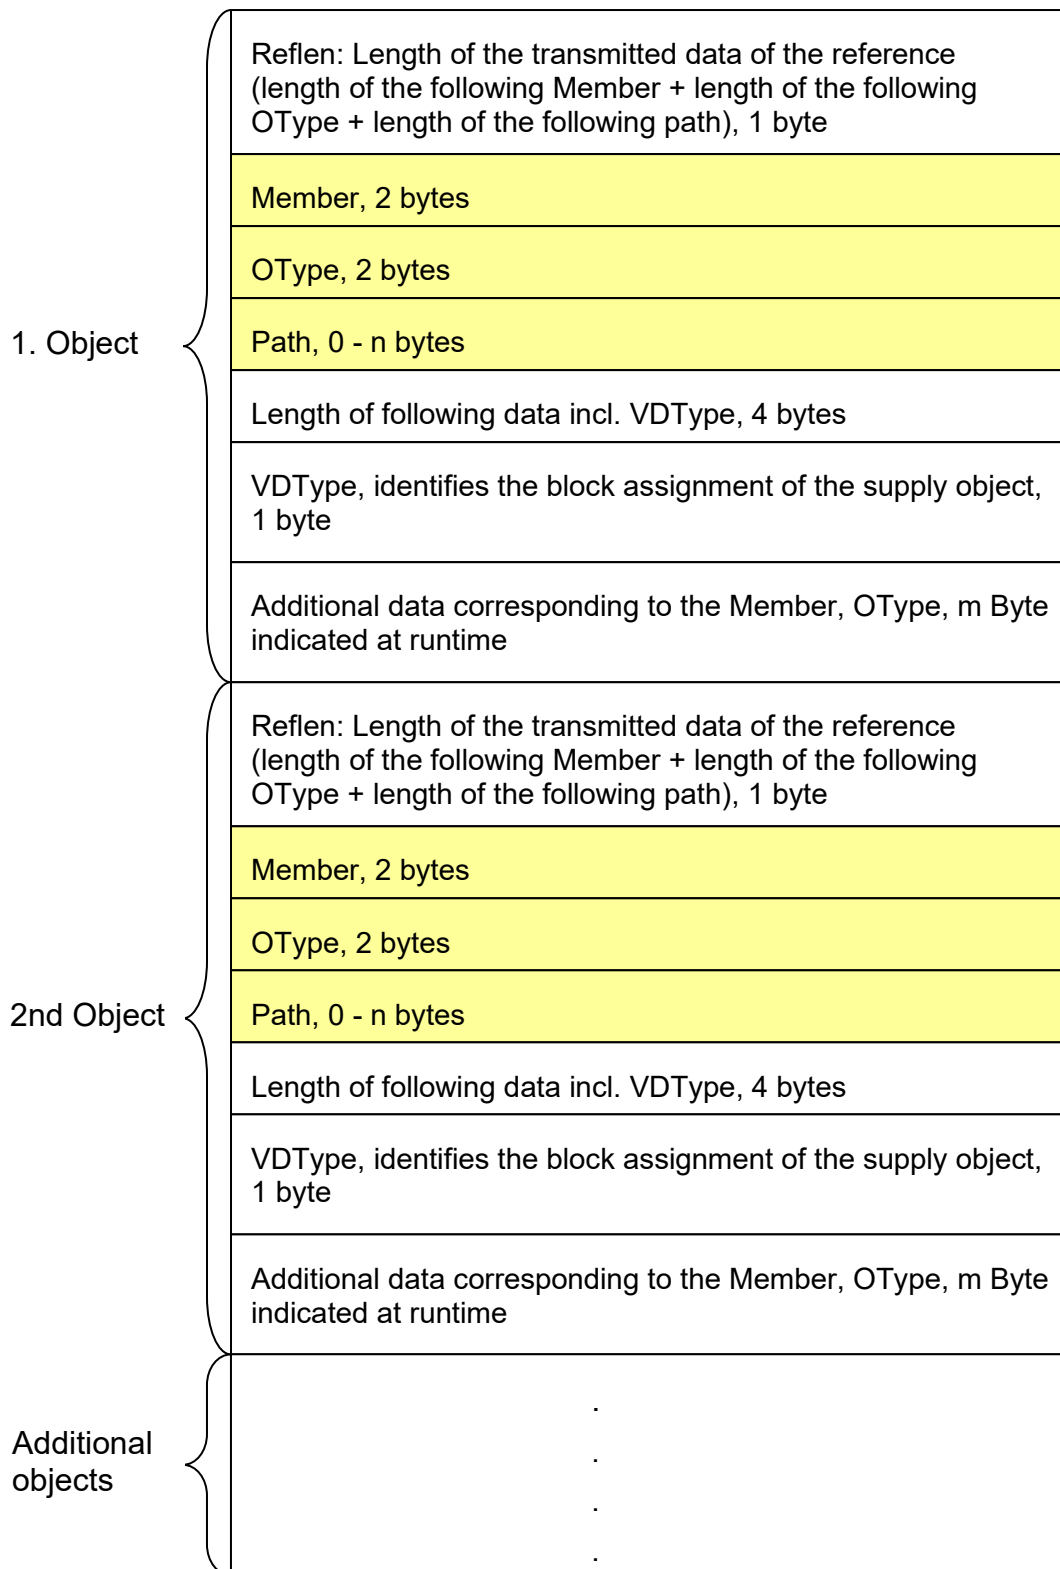 Reflen: Length of the transmitted data of the reference
(length of the following Member + length of the following
OType + length of the following path), 1 byte
Member, 2 bytes
OType, 2 bytes
1. Object
Path, 0 - n bytes
Length of following data incl. VDType, 4 bytes
VDType, identifies the block assignment of the supply object,
1 byte
Additional data corresponding to the Member, OType, m Byte
indicated at runtime
Reflen: Length of the transmitted data of the reference
(length of the following Member + length of the following
OType + length of the following path), 1 byte
Member, 2 bytes
OType, 2 bytes
2nd Object
Path, 0 - n bytes
Length of following data incl. VDType, 4 bytes
VDType, identifies the block assignment of the supply object,
1 byte
Additional data corresponding to the Member, OType, m Byte
indicated at runtime
Additional
objects
.
.
.
.